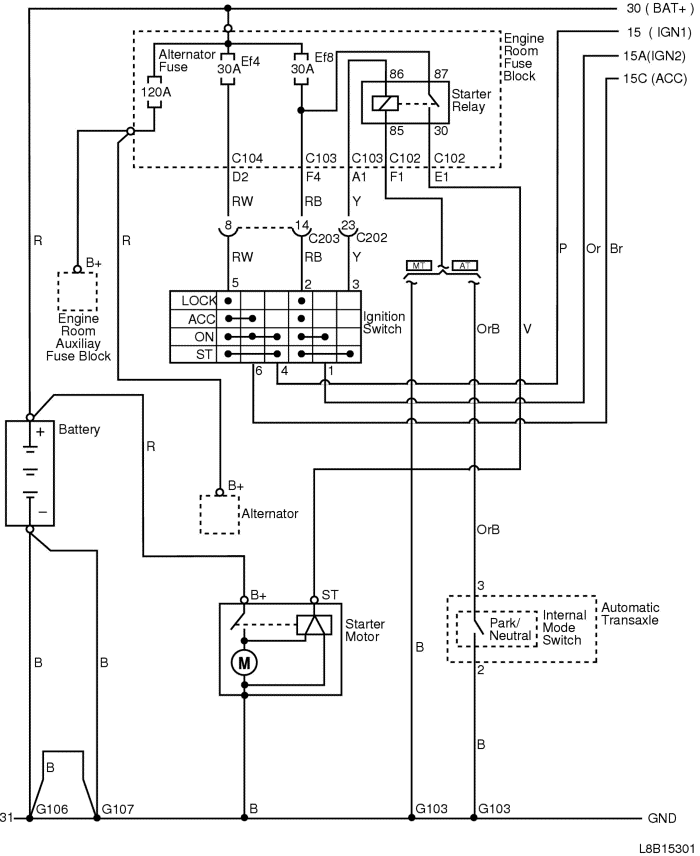 30 ( BAT+ )
15 ( IGN1)
15A(IGN2)
15C (ACC)
Alternator
Fuse
120A
Ef4
30A
Ef8
30A
Engine
Room
Fuse
Block
86
87
Starter
Relay
85
30
C104
C103
C103
C102
C102
D2
F4
A1
F1
E1
RW
RB
Y
8
14
23
C203
C202
RW
RB
Y
R
R
P
Or
Br
B+
Engine
Room
Auxiliay
Fuse Block
5
2
3
LOCK
ACC
ON
ST
Ignition
Switch
6
4
1
MT
AT
OrB
V
+
Battery
−
R
B+
Alternator
OrB
B+
ST
Starter
Motor
M
3
Park/
Neutral
Internal
Mode
Switch
Automatic
Transaxle
2
B
B
B
B
B
31
G106
G107
B
G103
G103
GND
L8B15301